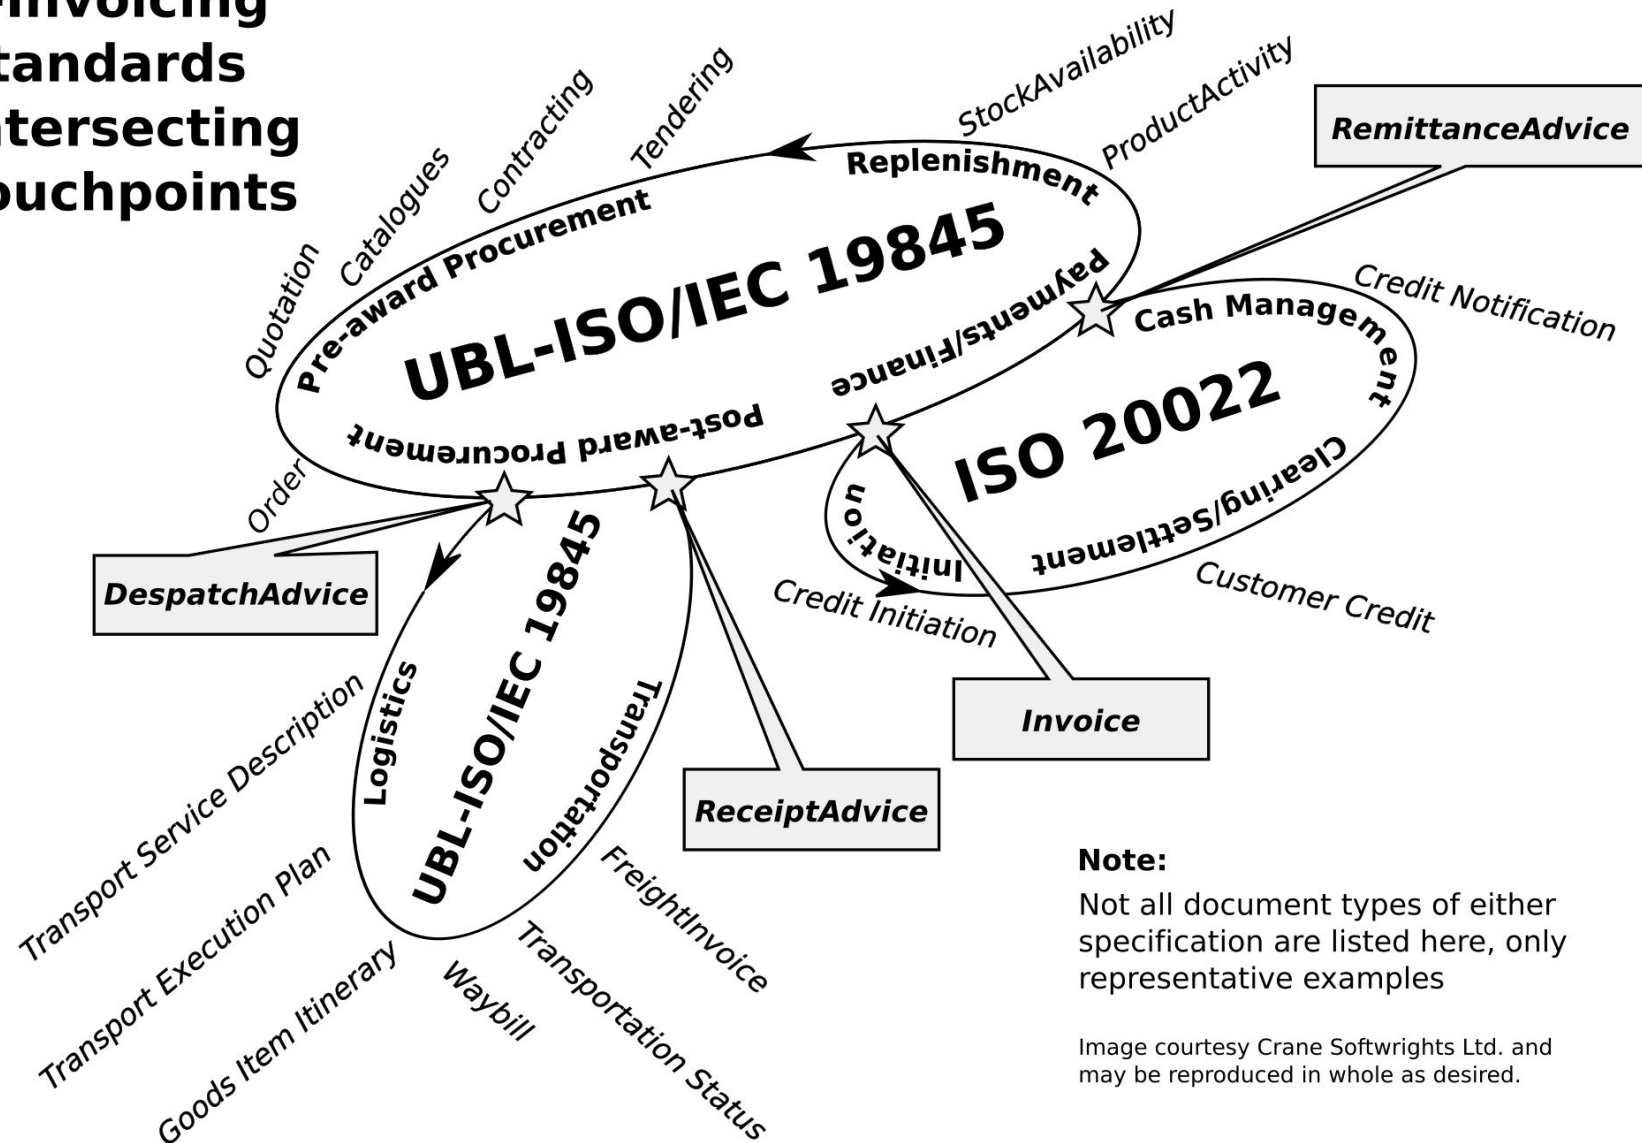 -Invoicing
tandards
ntersecting
ouchpoints
Quotation
Catalogues
Contracting
Tendering
StockAvailability
ProductActivity
RemittanceAdvice
Pre-award Procurement
Replenishment
UBL-ISO/IEC 19845
Payments/Finance
Post-award Procurement
Order
Cash Management
Credit Notification
ISO 20022
Clearing/Settlement
Initiation
Credit Initiation
Customer Credit
DespatchAdvice
UBL-ISO/IEC 19845
Logistics
Transportation
Invoice
ReceiptAdvice
Transport Service Description
Transport Execution Plan
Goods Item Itinerary
Waybill
Transportation Status
FreightInvoice
Note:
Not all document types of either
specification are listed here, only
representative examples
Image courtesy Crane Softwrights Ltd. and
may be reproduced in whole as desired.